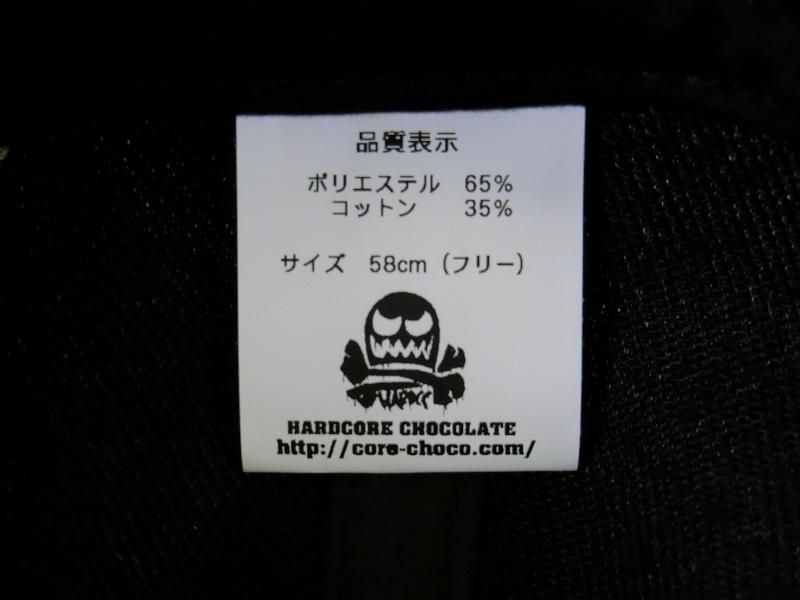 品質表示
ポリエステル 65%
コットン 35%
サイズ 58cm (フリー)
HARDCORE CHOCOLATE
http://core-choco.com/